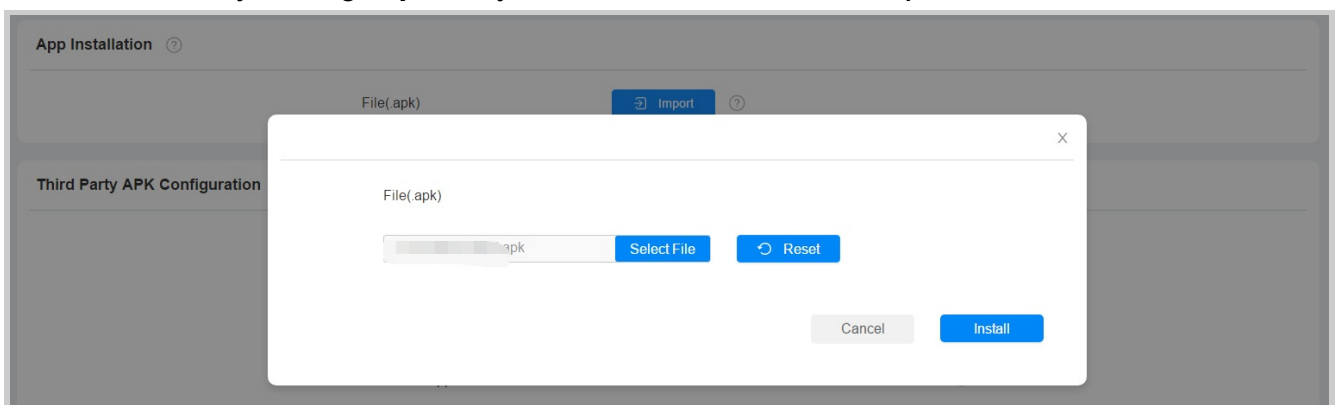 App Installation ?
File(.apk)
Import ?
X
Third Party APK Configuration
File(.apk)
apk
Select File
Reset
Cancel
Install